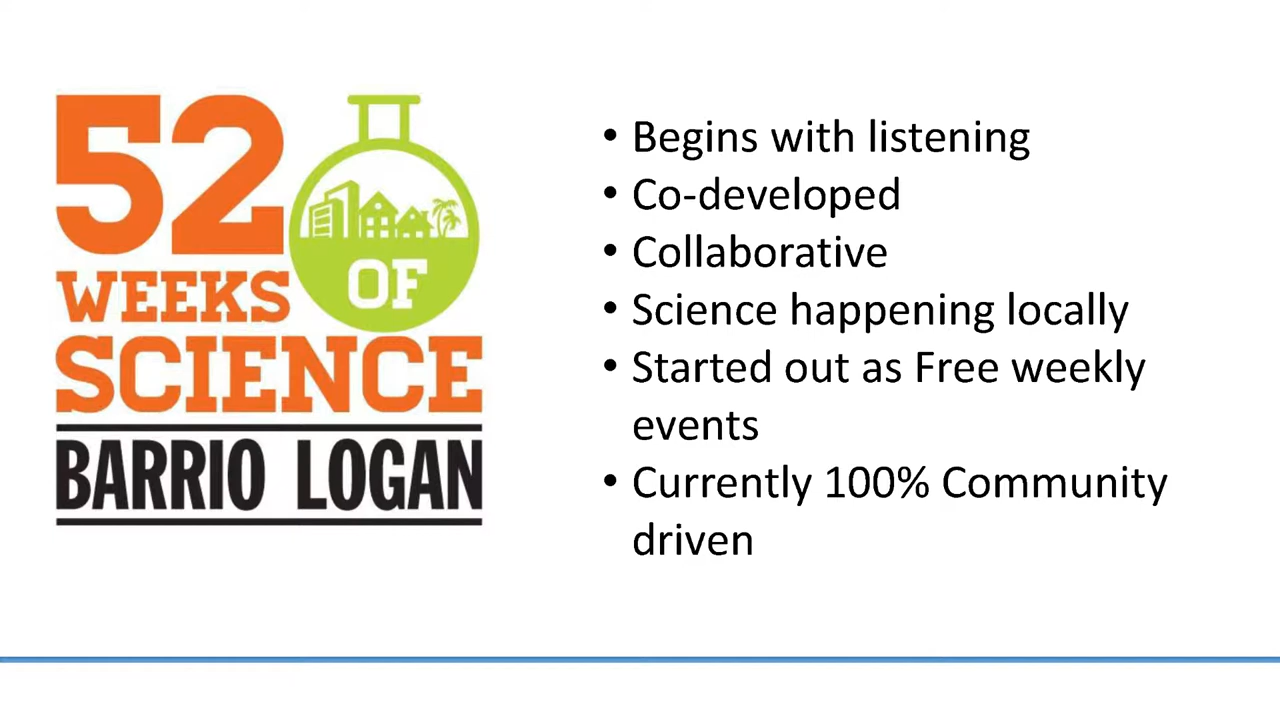 52
WEEKS OF
SCIENCE
BARRIO LOGAN
• Begins with listening
• Co-developed
• Collaborative
• Science happening locally
• Started out as Free weekly
events
• Currently 100% Community
driven